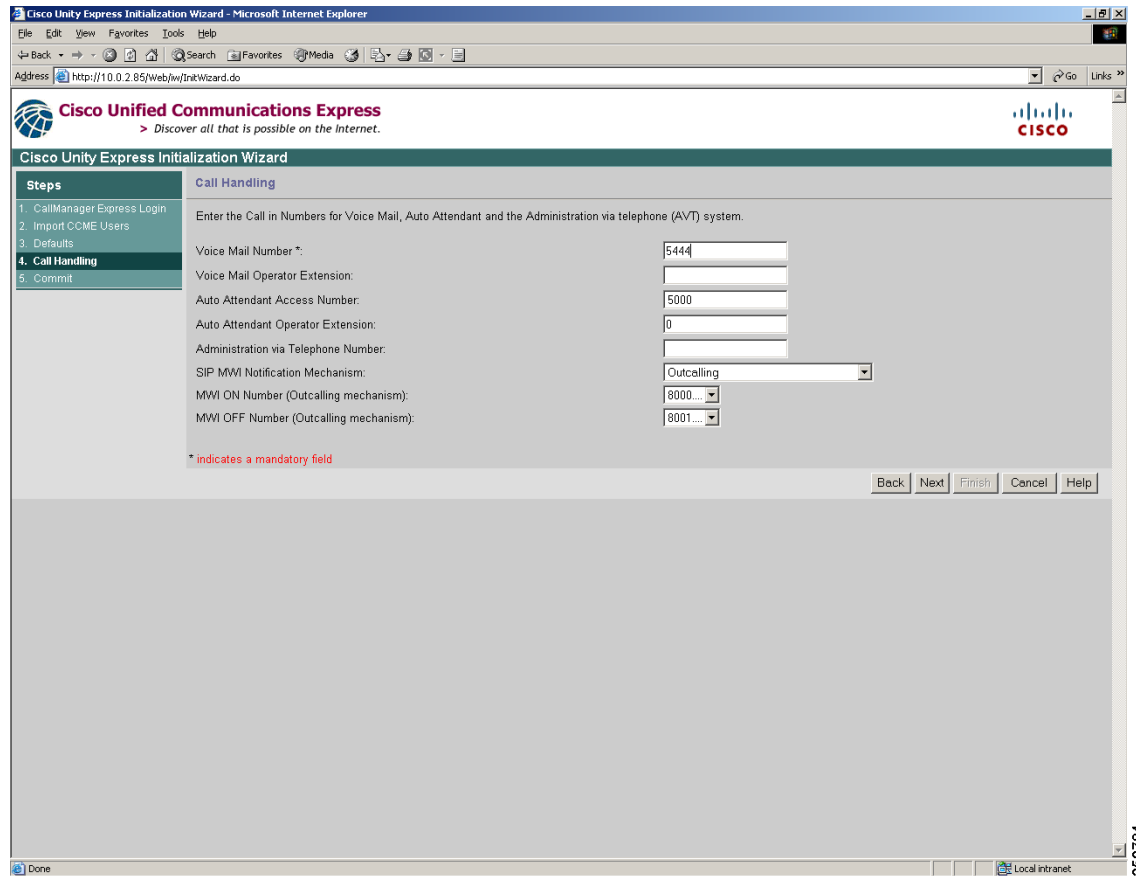 Cisco Unity Express Initialization Wizard - Microsoft Internet Explorer
File Edit View Favorites Tools Help
Back Search Favorites Media
Address http://10.0.2.85/Web/iw/InitWizard.do Go Links »
Cisco Unified Communications Express
> Discover all that is possible on the Internet.
CISCO
Cisco Unity Express Initialization Wizard
Steps
1. CallManager Express Login
2. Import CCME Users
3. Defaults
4. Call Handling
5. Commit
Call Handling
Enter the Call in Numbers for Voice Mail, Auto Attendant and the Administration via telephone (AVT) system.
Voice Mail Number *: 5444
Voice Mail Operator Extension:
Auto Attendant Access Number: 5000
Auto Attendant Operator Extension: 0
Administration via Telephone Number:
SIP MWI Notification Mechanism: Outcalling
MWI ON Number (Outcalling mechanism): 8000....
MWI OFF Number (Outcalling mechanism): 8001....
* indicates a mandatory field
Back Next Finish Cancel Help
Done Local intranet